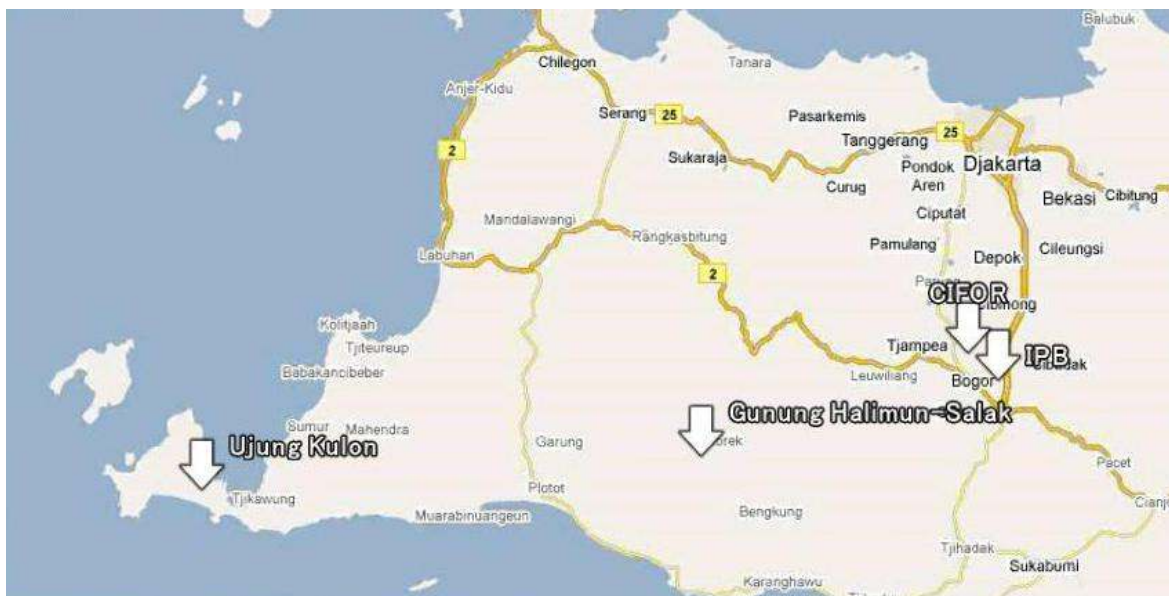 Balubuk
Chilegon
Tanara
Anjer-Kidu
Serang
25
Pasarkemis
Tanggerang
25
2
Sukaraja
Curug
Pondok
Aren
Djakarta
Bekasi
Cibitung
Mandalawangi
Ciputat
Rangkasbitung
Pamulang
Cileungsi
Labuhan
Depok
2
CIFOR
Kolitjaah
Tjiteureup
Tjampea
IPB
Babakancibeber
Leuwiliang
Bogor
Gunung Halimun-Salak
Sumur
Mahendra
Ujung Kulon
Garung
Pacet
Tjikawung
Plotot
Muarabinuangeun
Bengkung
Tjihadak
Sukabumi
Karanghawu